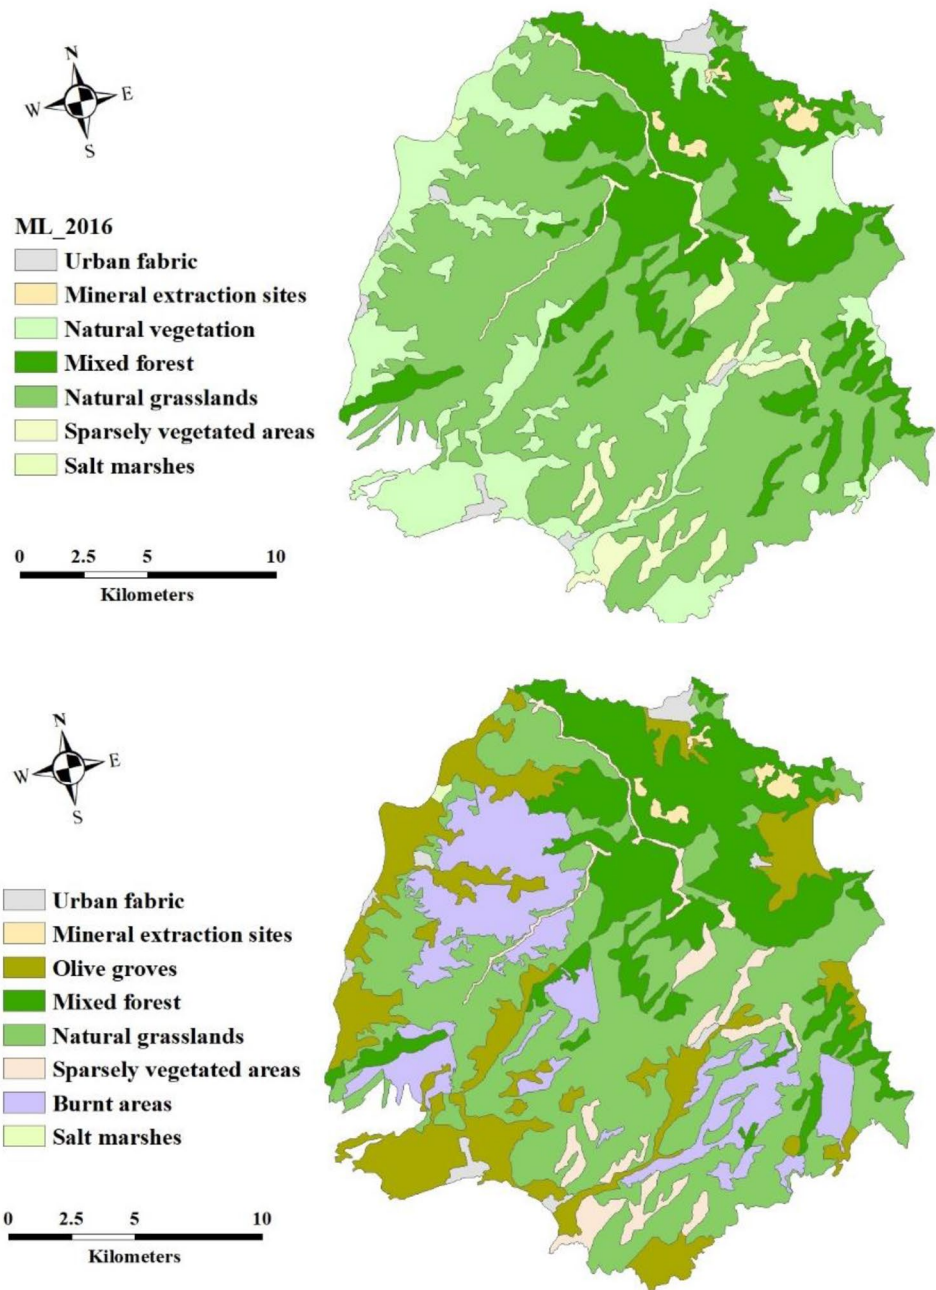 N
W E
S
ML_2016
Urban fabric
Mineral extraction sites
Natural vegetation
Mixed forest
Natural grasslands
Sparsely vegetated areas
Salt marshes
0 2.5 5 10
Kilometers
N
W E
S
Urban fabric
Mineral extraction sites
Olive groves
Mixed forest
Natural grasslands
Sparsely vegetated areas
Burnt areas
Salt marshes
0 2.5 5 10
Kilometers